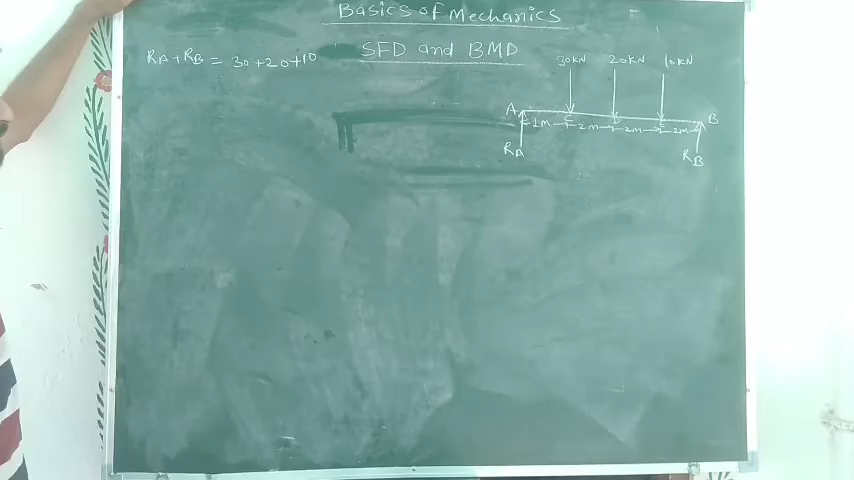 Basics of Mechanics
SFD and BMD
RA+RB = 30+20+10
30KN 20KN 10KN
A C D E B
1m 2m 2m 2m
RA RB